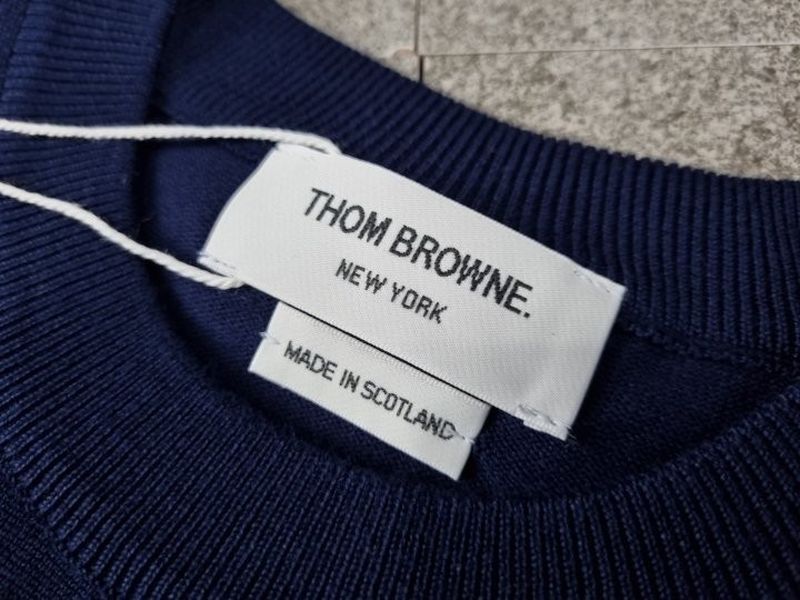 THOM BROWNE.
NEW YORK
MADE IN SCOTLAND